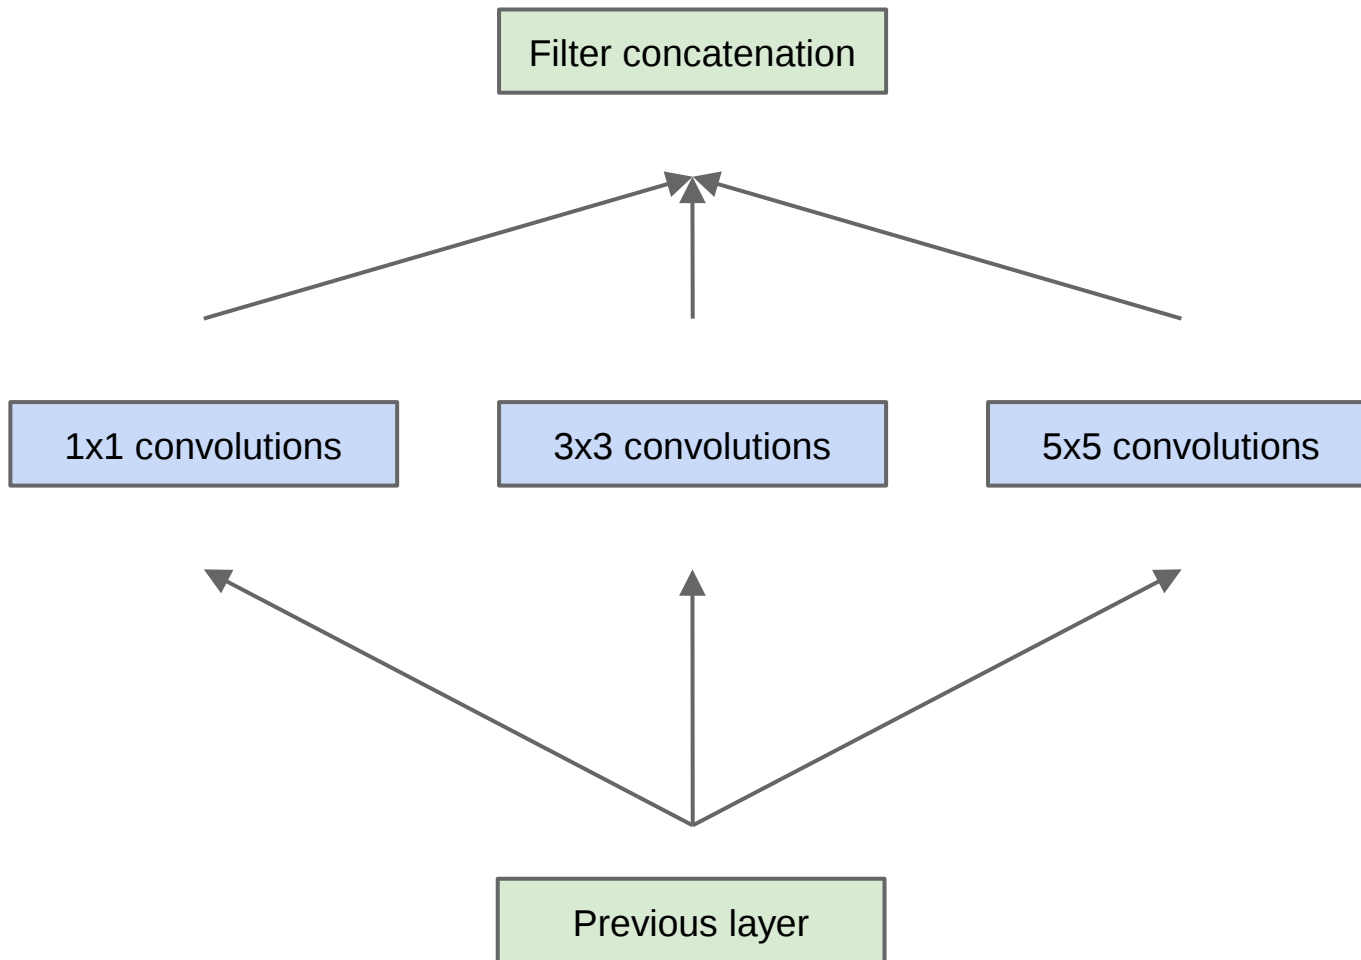 Filter concatenation
1x1 convolutions
3x3 convolutions
5x5 convolutions
Previous layer